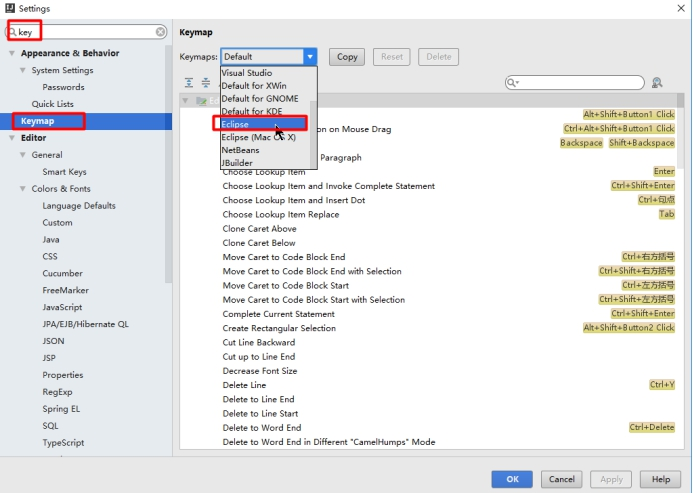 Settings
key
Appearance & Behavior
System Settings
Passwords
Quick Lists
Keymap
Editor
General
Smart Keys
Colors & Fonts
Language Defaults
Custom
Java
CSS
Cucumber
FreeMarker
JavaScript
JPA/EJB/Hibernate QL
JSON
JSP
Properties
RegExp
Spring EL
SQL
TypeScript
Keymap
Keymaps: Default Copy Reset Delete
Visual Studio
Default for XWin
Default for GNOME
Default for KDE
Eclipse
Eclipse (Mac OS X)
NetBeans
JBuilder
Alt+Shift+Button1 Click
on on Mouse Drag Ctrl+Alt+Shift+Button1 Click
Backspace Shift+Backspace
Paragraph
Choose Lookup Item Enter
Choose Lookup Item and Invoke Complete Statement Ctrl+Shift+Enter
Choose Lookup Item and Insert Dot Ctrl+句点
Choose Lookup Item Replace Tab
Clone Caret Above
Clone Caret Below
Move Caret to Code Block End Ctrl+右方括号
Move Caret to Code Block End with Selection Ctrl+Shift+右方括号
Move Caret to Code Block Start Ctrl+左方括号
Move Caret to Code Block Start with Selection Ctrl+Shift+左方括号
Complete Current Statement Ctrl+Shift+Enter
Create Rectangular Selection Alt+Shift+Button2 Click
Cut Line Backward
Cut up to Line End
Decrease Font Size
Delete Line Ctrl+Y
Delete to Line End
Delete to Line Start
Delete to Word End Ctrl+Delete
Delete to Word End in Different "CamelHumps" Mode
OK Cancel Apply Help